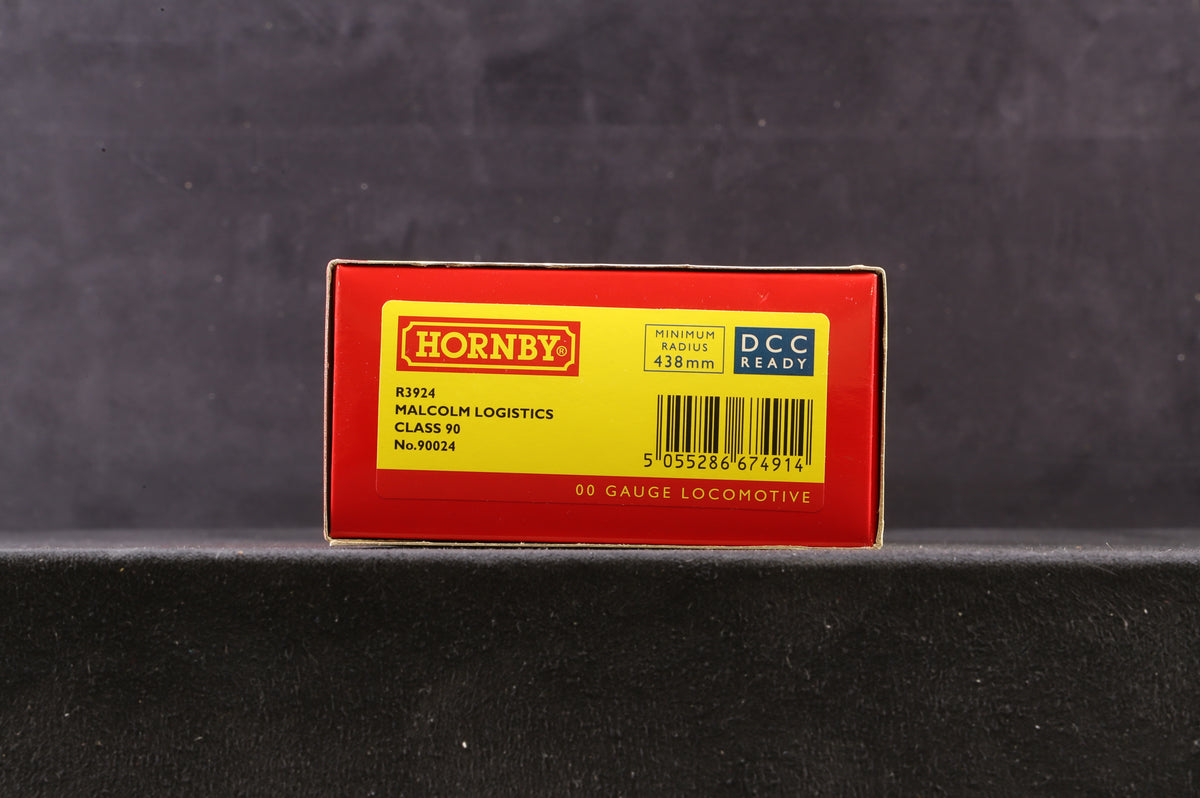 HORNBY®
MINIMUM
RADIUS
438mm
DCC
READY
R3924
MALCOLM LOGISTICS
CLASS 90
No.90024
5 055286 674914
00 GAUGE LOCOMOTIVE